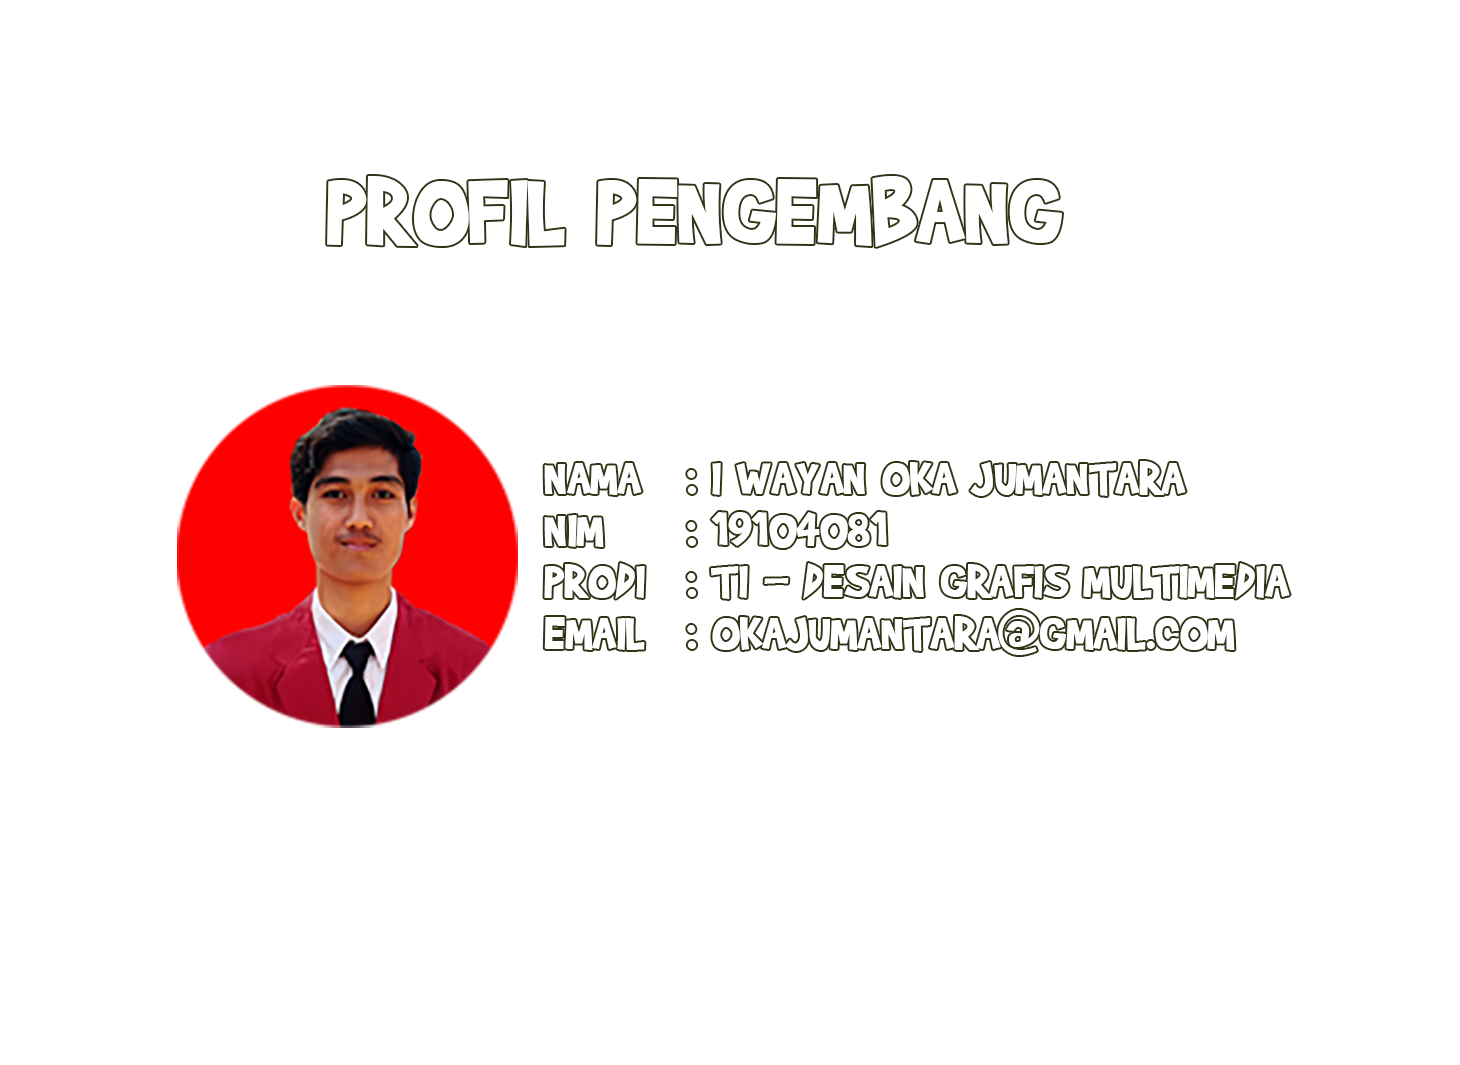 PROFIL PENGEMBANG
NAMA : I WAYAN OKA JUMANTARA
NIM : 19104081
PRODI : TI - DESAIN GRAFIS MULTIMEDIA
EMAIL : OKAJUMANTARA@GMAIL.COM